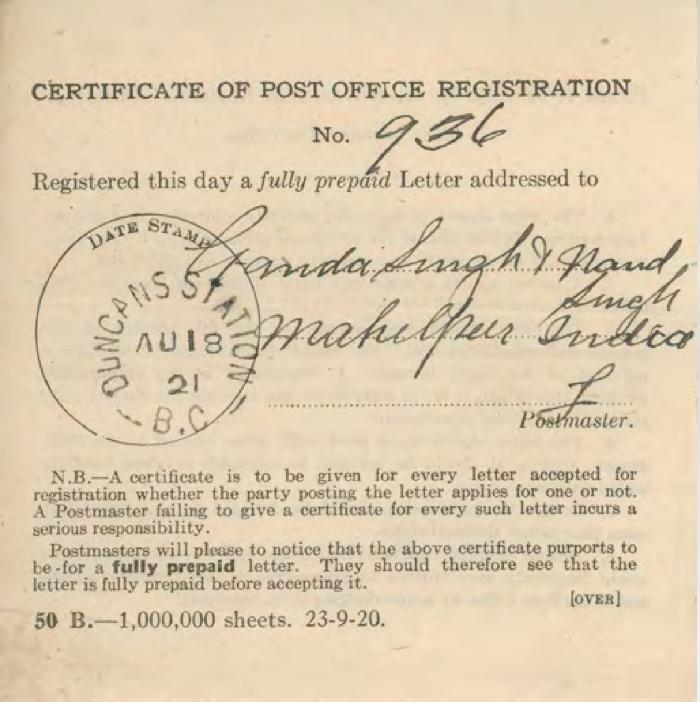 CERTIFICATE OF POST OFFICE REGISTRATION
No. 936
Registered this day a fully prepaid Letter addressed to
DATE STAMP
DUNCANS STATION
AU 18
21
B.C.
Ganda Singh & Nand
Singh
Mahelpur India
Postmaster.
N.B.—A certificate is to be given for every letter accepted for
registration whether the party posting the letter applies for one or not.
A Postmaster failing to give a certificate for every such letter incurs a
serious responsibility.
Postmasters will please to notice that the above certificate purports to
be for a fully prepaid letter. They should therefore see that the
letter is fully prepaid before accepting it.
[OVER]
50 B.—1,000,000 sheets. 23-9-20.